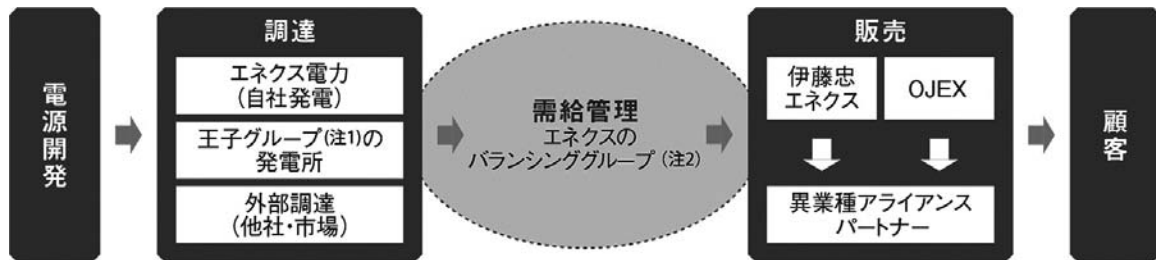 電源開発
調達
エネクス電力
(自社発電)
王子グループ(注1)の
発電所
外部調達
(他社・市場)
需給管理
エネクスの
バランシンググループ(注2)
販売
伊藤忠
エネクス
OJEX
異業種アライアンス
パートナー
顧客